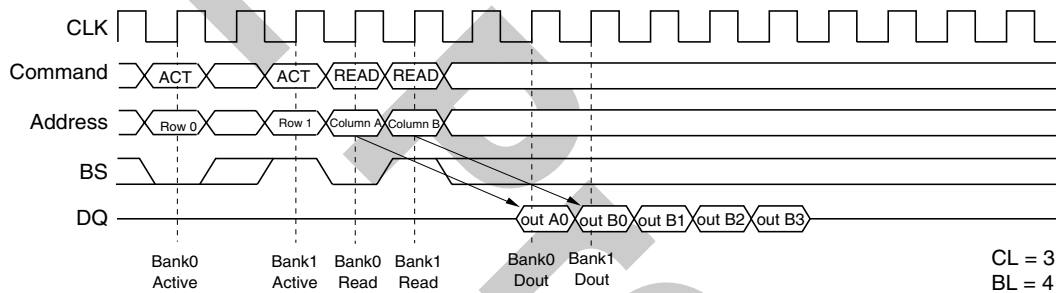 CLK
Command ACT ACT READ READ
Address Row 0 Row 1 Column A Column B
BS
DQ out A0 out B0 out B1 out B2 out B3
Bank0 Active
Bank1 Active
Bank0 Read
Bank1 Read
Bank0 Dout
Bank1 Dout
CL = 3
BL = 4